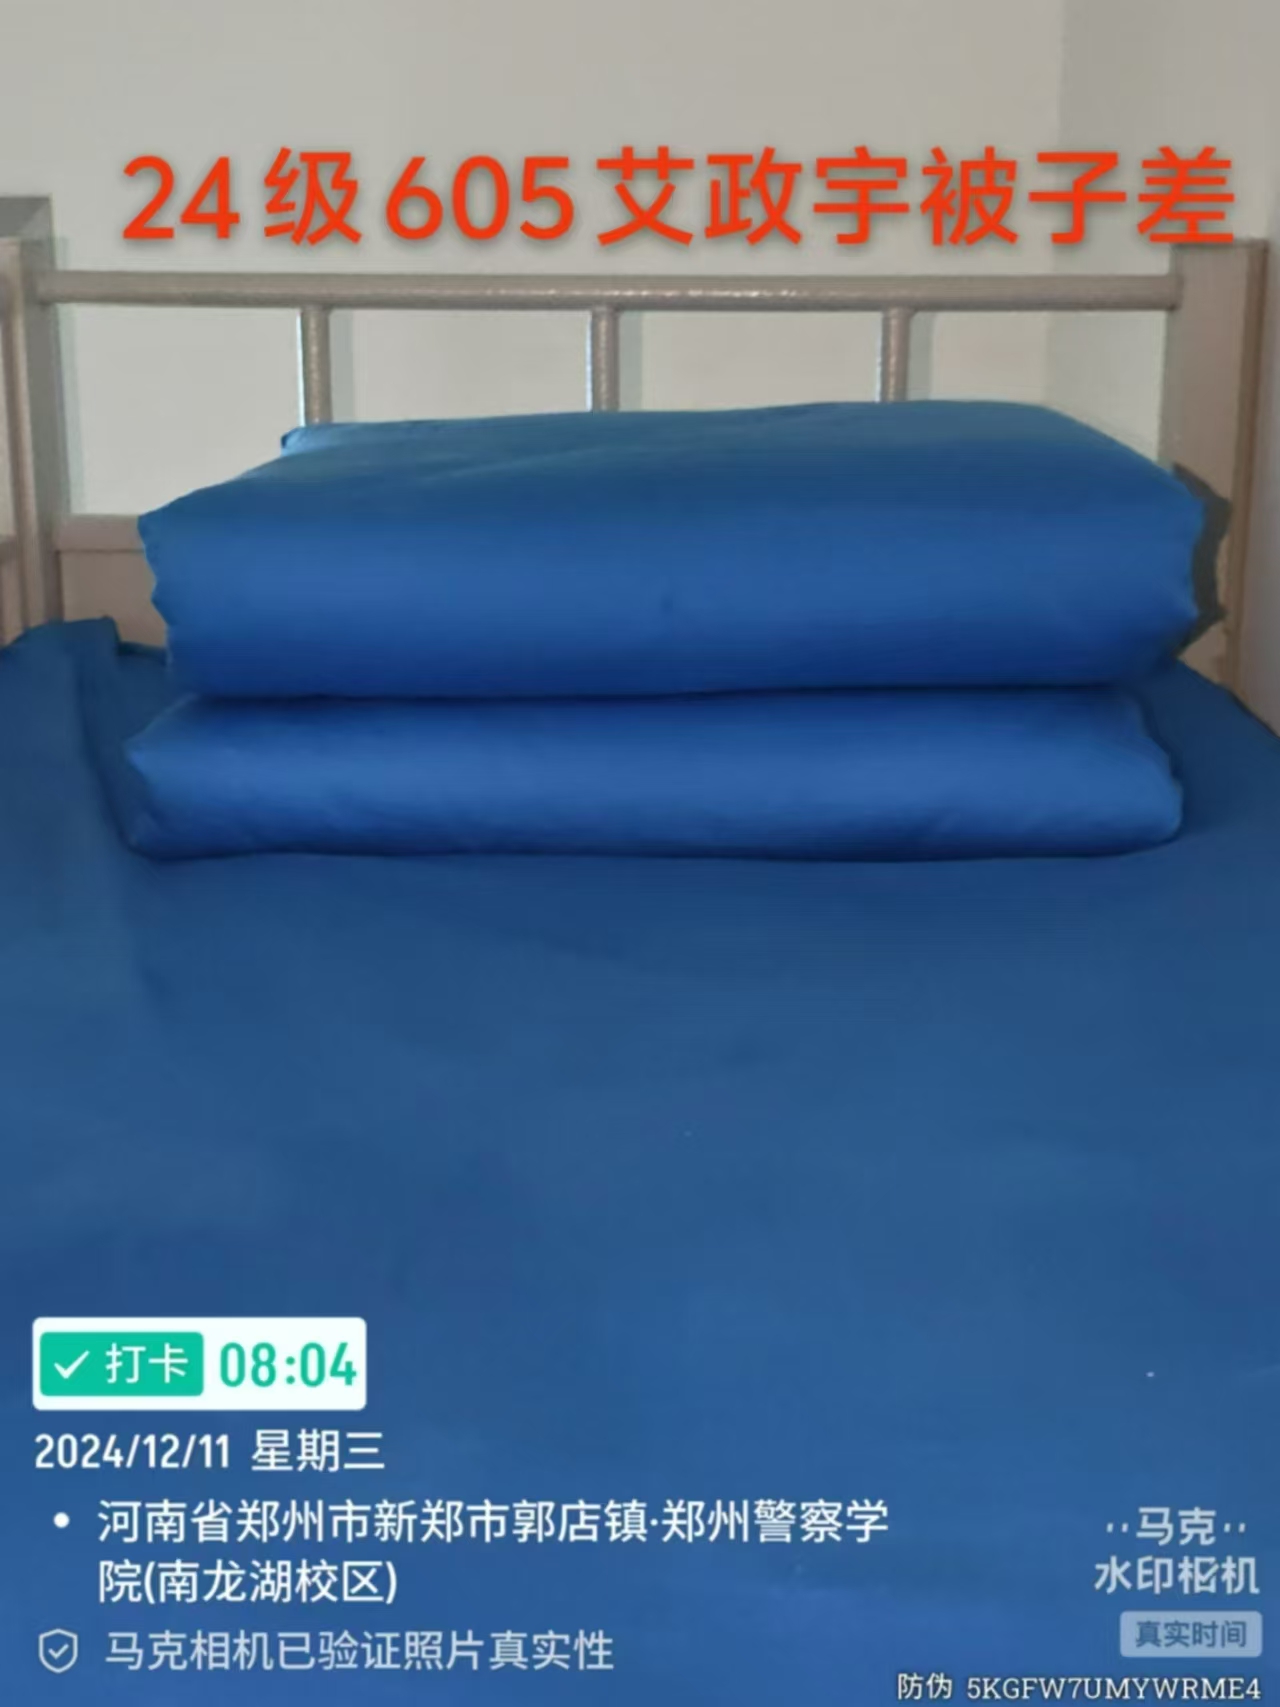 24级605艾政宇被子差
打卡 08:04
2024/12/11 星期三
河南省郑州市新郑市郭店镇·郑州警察学
院(南龙湖校区)
马克相机已验证照片真实性
马克
水印相机
真实时间
防伪 5KGFW7UMYWRME4